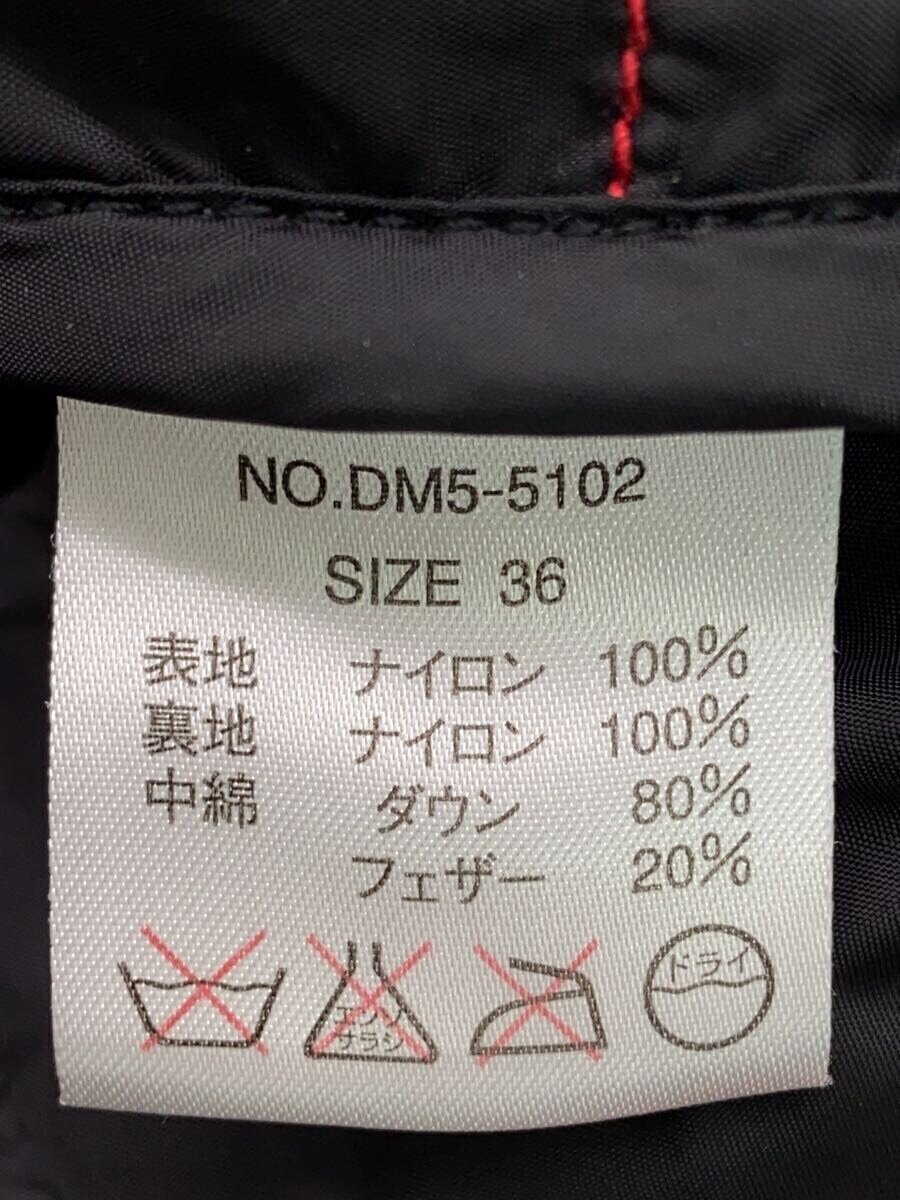 NO.DM5-5102
SIZE 36
表地 ナイロン 100%
裏地 ナイロン 100%
中綿 ダウン 80%
フェザー 20%
エンソ
サラシ
ドライ